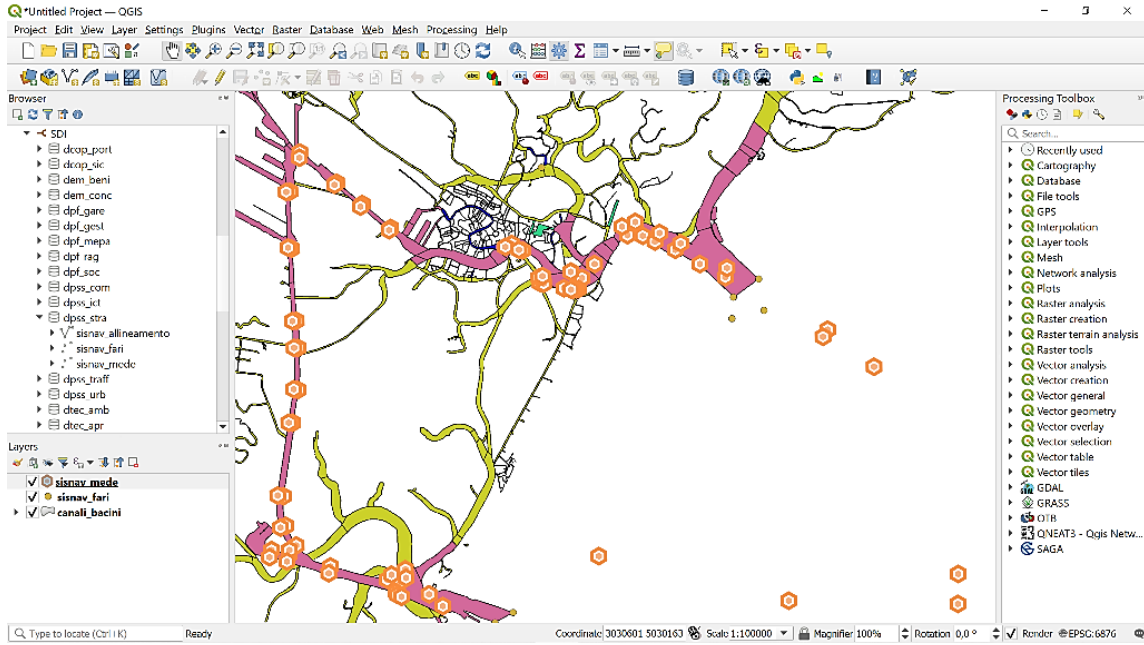 *Untitled Project — QGIS
Project Edit View Layer Settings Plugins Vector Raster Database Web Mesh Processing Help
Browser
SDI
dcop_port
dcop_sic
dem_beni
dem_conc
dpf_gare
dpf_gest
dpf_mepa
dpf_rag
dpf_soc
dpss_com
dpss_ict
dpss_stra
sisnav_allineamento
sisnav_fari
sisnav_mede
dpss_traff
dpss_urb
dtec_amb
dtec_apr
Layers
sisnav_mede
sisnav_fari
canali_bacini
Processing Toolbox
Search...
Recently used
Cartography
Database
File tools
GPS
Interpolation
Layer tools
Mesh
Network analysis
Plots
Raster analysis
Raster creation
Raster terrain analysis
Raster tools
Vector analysis
Vector creation
Vector general
Vector geometry
Vector overlay
Vector selection
Vector table
Vector tiles
GDAL
GRASS
OTB
QNEAT3 - Qgis Netw...
SAGA
Type to locate (Ctrl+K) Ready Coordinate 3030601 5030163 Scale 1:100000 Magnifier 100% Rotation 0,0 ° Render EPSG:6876